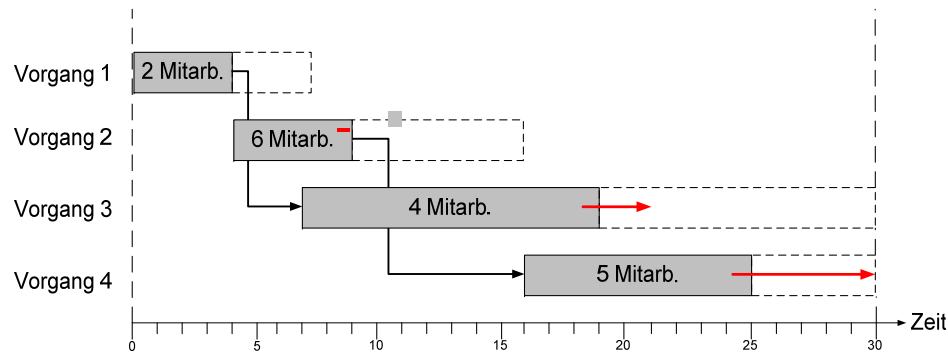 Vorgang 1
2 Mitarb.
Vorgang 2
6 Mitarb.
Vorgang 3
4 Mitarb.
Vorgang 4
5 Mitarb.
Zeit
0 5 10 15 20 25 30